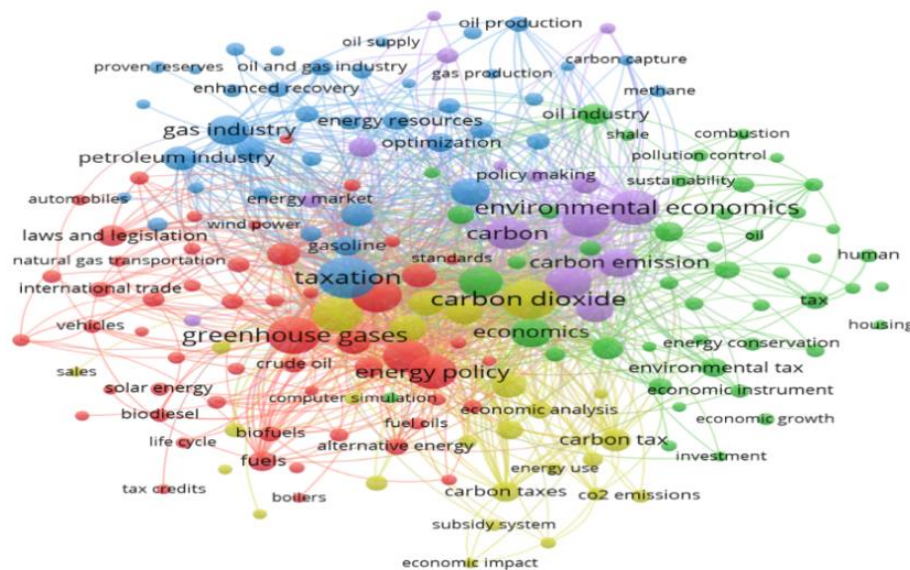 oil production
oil supply
proven reserves
oil and gas industry
gas production
carbon capture
enhanced recovery
methane
gas industry
energy resources
oil industry
optimization
shale
combustion
petroleum industry
pollution control
policy making
sustainability
automobiles
energy market
environmental economics
wind power
laws and legislation
carbon
oil
gasoline
natural gas transportation
standards
carbon emission
human
taxation
international trade
carbon dioxide
tax
vehicles
greenhouse gases
economics
housing
energy conservation
crude oil
sales
energy policy
environmental tax
solar energy
computer simulation
economic instrument
biodiesel
economic analysis
fuel oils
economic growth
life cycle
biofuels
alternative energy
carbon tax
fuels
energy use
investment
tax credits
boilers
carbon taxes
co2 emissions
subsidy system
economic impact